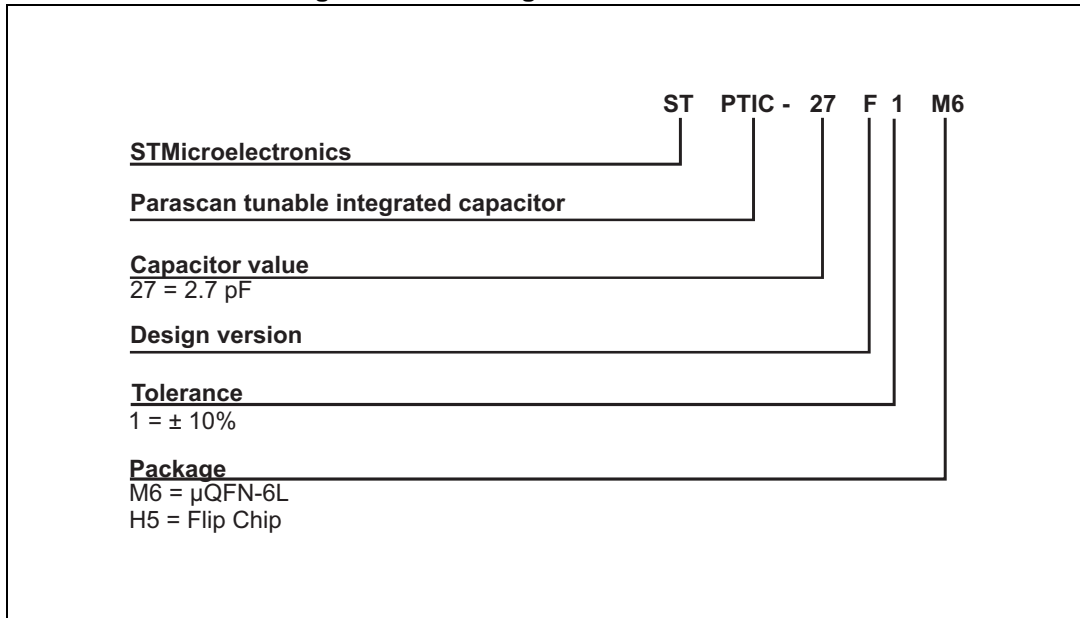 ST PTIC - 27 F 1 M6
STMicroelectronics
Parascan tunable integrated capacitor
Capacitor value
27 = 2.7 pF
Design version
Tolerance
1 = ± 10%
Package
M6 = µQFN-6L
H5 = Flip Chip